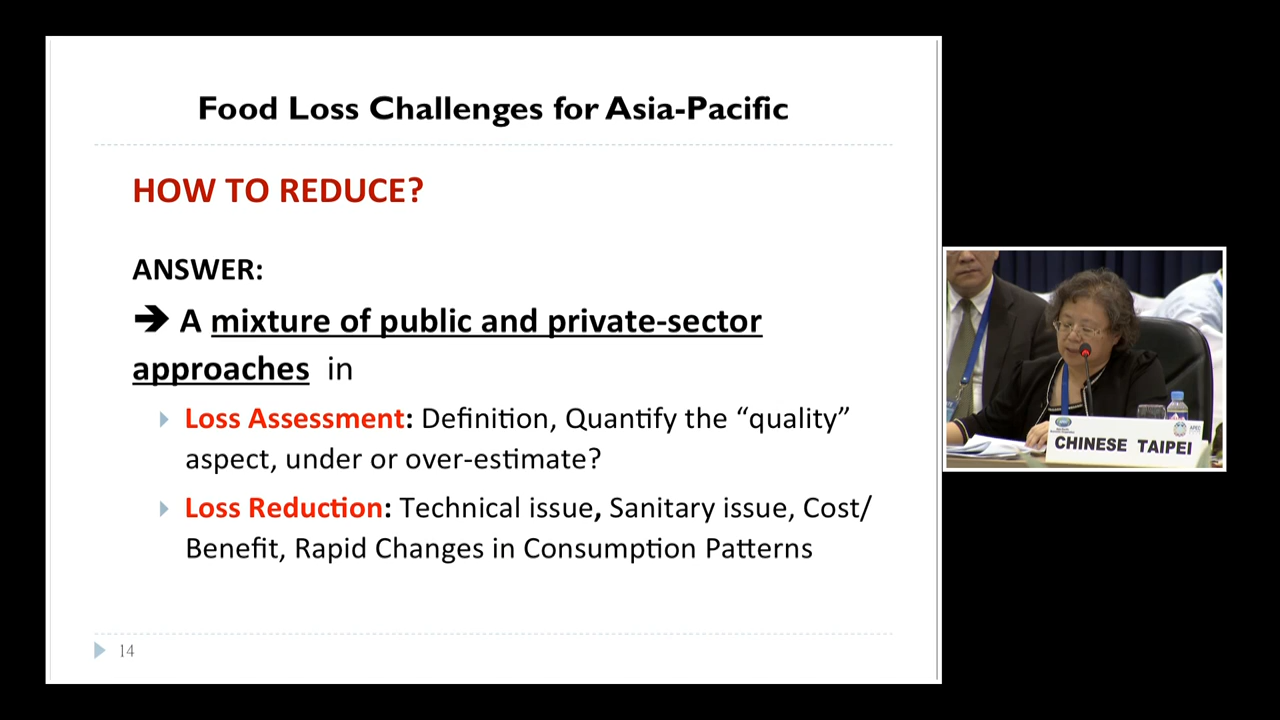 Food Loss Challenges for Asia-Pacific
HOW TO REDUCE?
ANSWER:
➔ A mixture of public and private-sector
approaches in
Loss Assessment: Definition, Quantify the “quality”
aspect, under or over-estimate?
Loss Reduction: Technical issue, Sanitary issue, Cost/
Benefit, Rapid Changes in Consumption Patterns
14
CHINESE TAIPEI